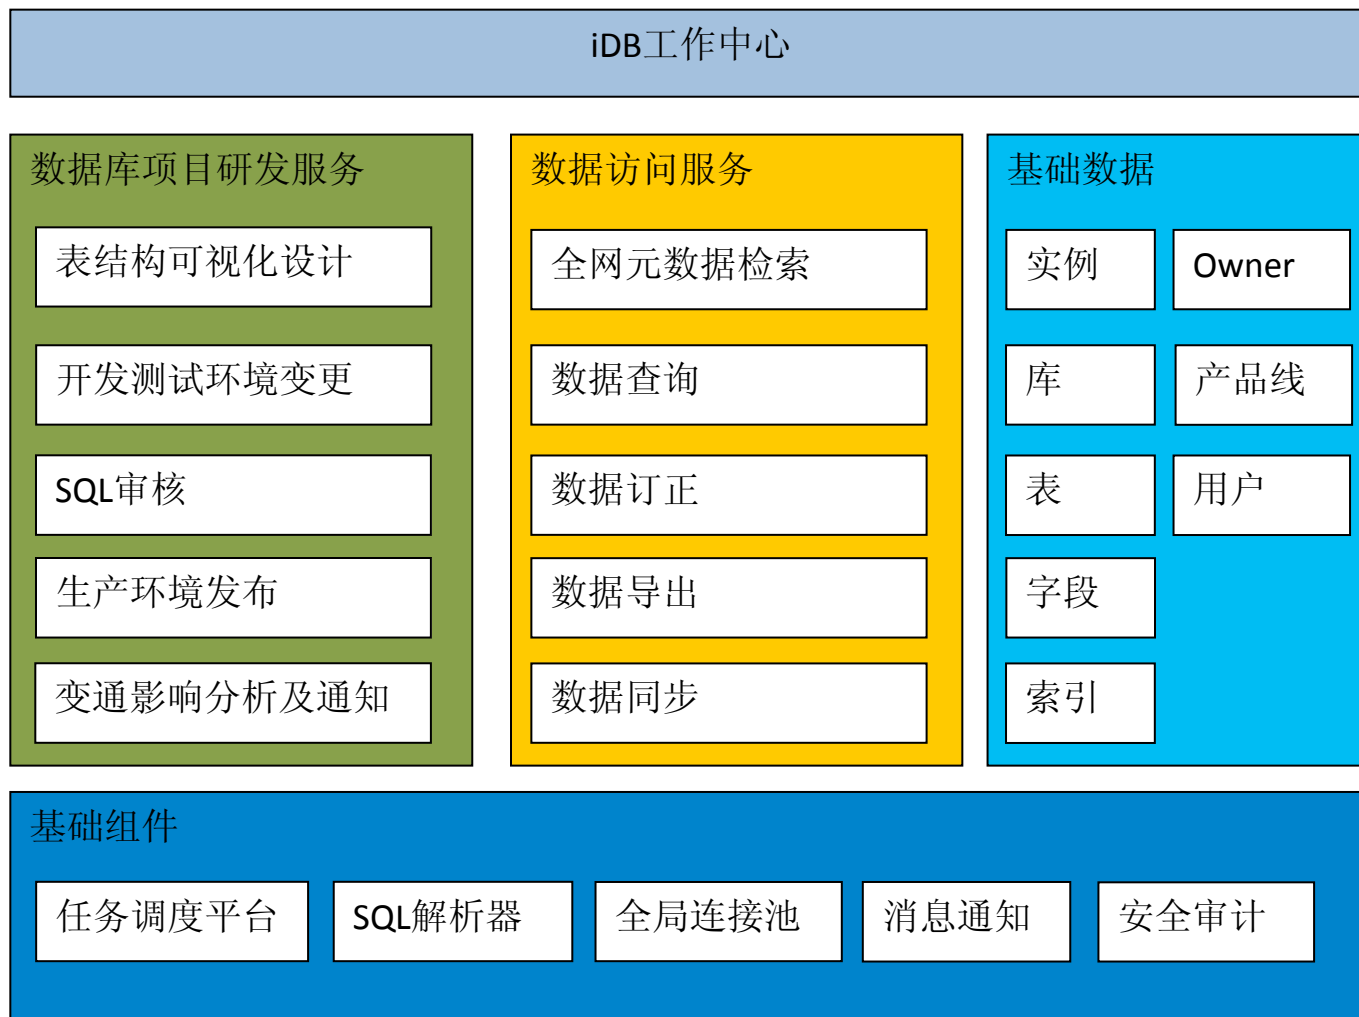 iDB工作中心
数据库项目研发服务
表结构可视化设计
开发测试环境变更
SQL审核
生产环境发布
变通影响分析及通知
数据访问服务
全网元数据检索
数据查询
数据订正
数据导出
数据同步
基础数据
实例
Owner
库
产品线
表
用户
字段
索引
基础组件
任务调度平台
SQL解析器
全局连接池
消息通知
安全审计